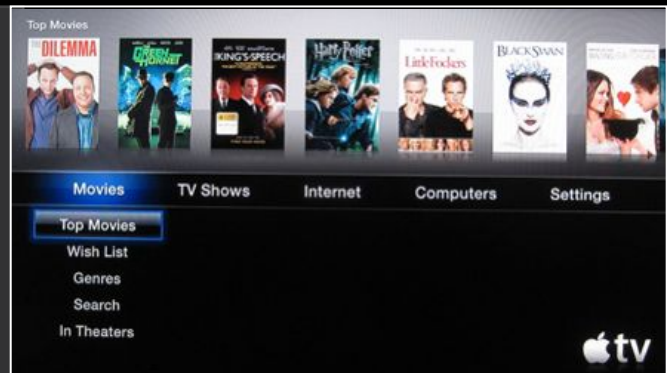 Top Movies
THE DILEMMA
THE GREEN HORNET
KING'S SPEECH
Harry Potter
Little Fockers
BLACK SWAN
Movies
TV Shows
Internet
Computers
Settings
Top Movies
Wish List
Genres
Search
In Theaters
tv